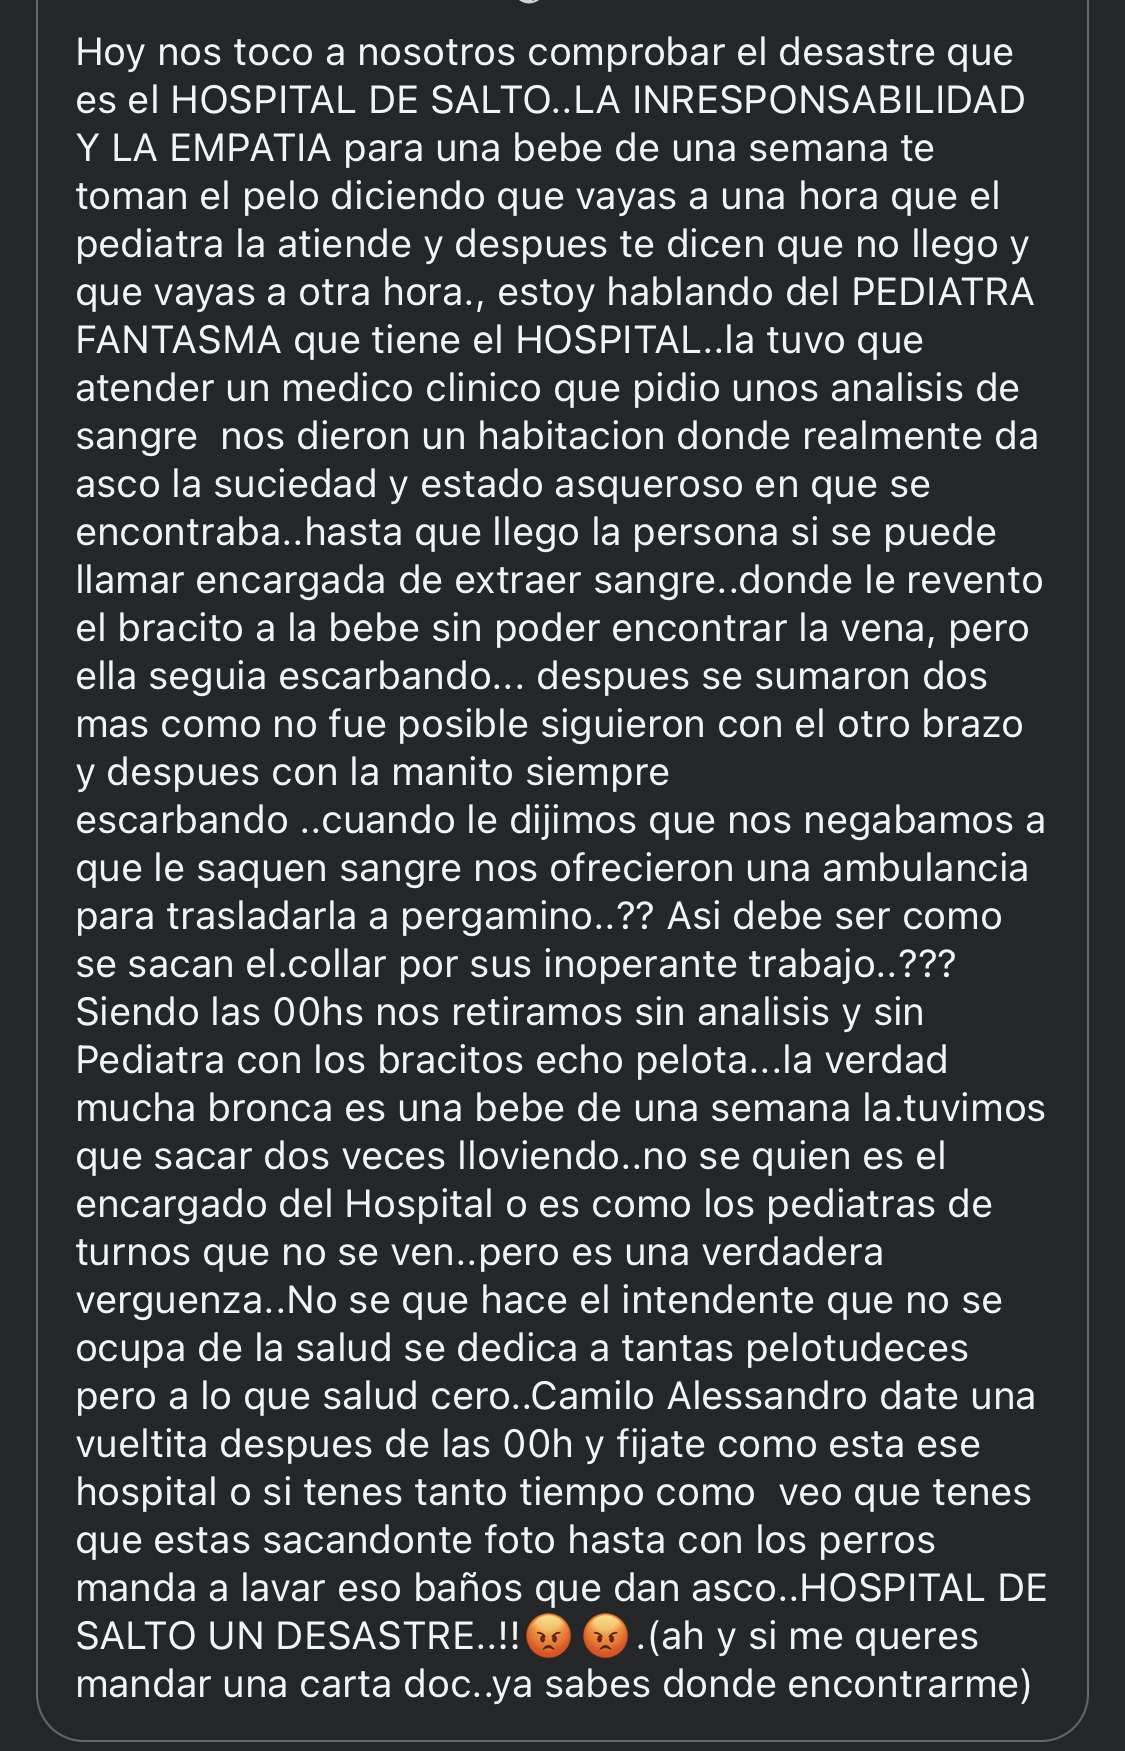 Hoy nos toco a nosotros comprobar el desastre que
es el HOSPITAL DE SALTO..LA INRESPONSABILIDAD
Y LA EMPATIA para una bebe de una semana te
toman el pelo diciendo que vayas a una hora que el
pediatra la atiende y despues te dicen que no llego y
que vayas a otra hora., estoy hablando del PEDIATRA
FANTASMA que tiene el HOSPITAL..la tuvo que
atender un medico clinico que pidio unos analisis de
sangre  nos dieron un habitacion donde realmente da
asco la suciedad y estado asqueroso en que se
encontraba..hasta que llego la persona si se puede
llamar encargada de extraer sangre..donde le revento
el bracito a la bebe sin poder encontrar la vena, pero
ella seguia escarbando... despues se sumaron dos
mas como no fue posible siguieron con el otro brazo
y despues con la manito siempre
escarbando ..cuando le dijimos que nos negabamos a
que le saquen sangre nos ofrecieron una ambulancia
para trasladarla a pergamino..?? Asi debe ser como
se sacan el.collar por sus inoperante trabajo..???
Siendo las 00hs nos retiramos sin analisis y sin
Pediatra con los bracitos echo pelota...la verdad
mucha bronca es una bebe de una semana la.tuvimos
que sacar dos veces lloviendo..no se quien es el
encargado del Hospital o es como los pediatras de
turnos que no se ven..pero es una verdadera
verguenza..No se que hace el intendente que no se
ocupa de la salud se dedica a tantas pelotudeces
pero a lo que salud cero..Camilo Alessandro date una
vueltita despues de las 00h y fijate como esta ese
hospital o si tenes tanto tiempo como  veo que tenes
que estas sacandonte foto hasta con los perros
manda a lavar eso baños que dan asco..HOSPITAL DE
SALTO UN DESASTRE..!!😡😡.(ah y si me queres
mandar una carta doc..ya sabes donde encontrarme)